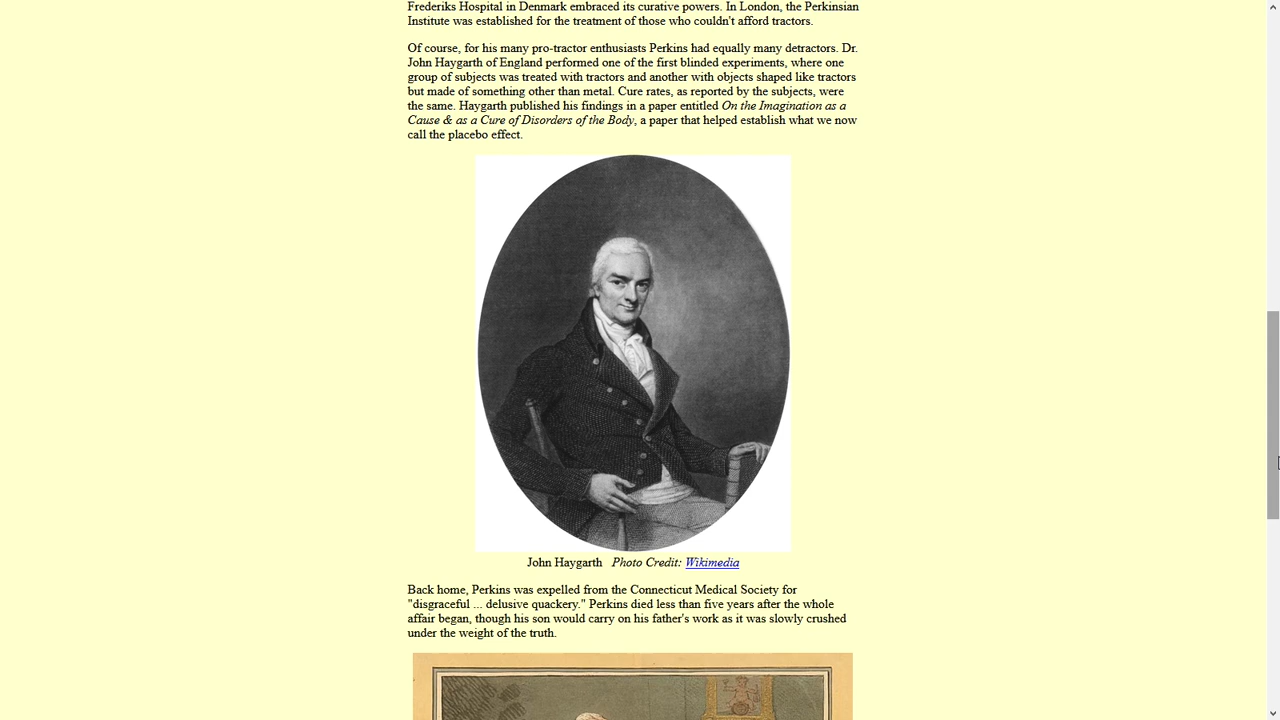 Frederiks Hospital in Denmark embraced its curative powers. In London, the Perkinsian
Institute was established for the treatment of those who couldn't afford tractors.
Of course, for his many pro-tractor enthusiasts Perkins had equally many detractors. Dr.
John Haygarth of England performed one of the first blinded experiments, where one
group of subjects was treated with tractors and another with objects shaped like tractors
but made of something other than metal. Cure rates, as reported by the subjects, were
the same. Haygarth published his findings in a paper entitled On the Imagination as a
Cause & as a Cure of Disorders of the Body, a paper that helped establish what we now
call the placebo effect.
John Haygarth Photo Credit: Wikimedia
Back home, Perkins was expelled from the Connecticut Medical Society for
"disgraceful ... delusive quackery." Perkins died less than five years after the whole
affair began, though his son would carry on his father's work as it was slowly crushed
under the weight of the truth.